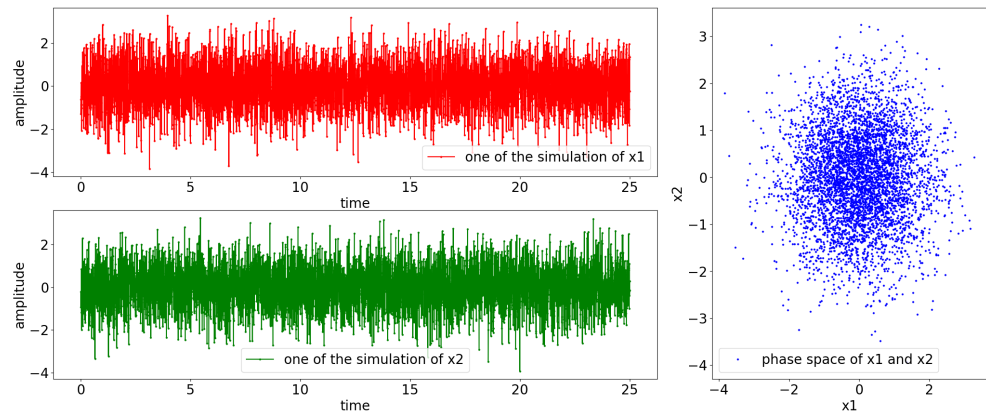 amplitude
2
0
−2
−4
one of the simulation of x1
0 5 10 15 20 25
time
amplitude
2
0
−2
−4
one of the simulation of x2
0 5 10 15 20 25
time
x2
3
2
1
0
−1
−2
−3
−4
phase space of x1 and x2
−4 −2 0 2
x1